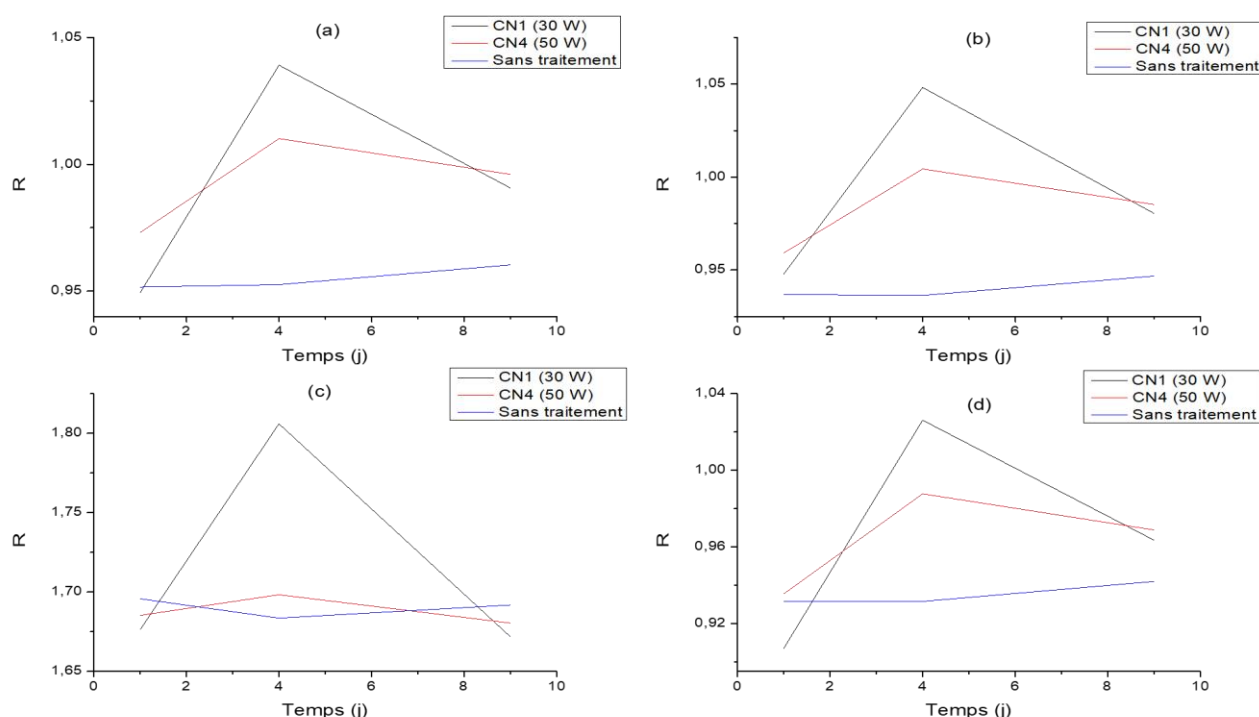 (a)
CN1 (30 W)
CN4 (50 W)
Sans traitement
1,05
1,00
0,95
R
0 2 4 6 8 10
Temps (j)
(b)
CN1 (30 W)
CN4 (50 W)
Sans traitement
1,05
1,00
0,95
R
0 2 4 6 8 10
Temps (j)
(c)
CN1 (30 W)
CN4 (50 W)
Sans traitement
1,80
1,75
1,70
1,65
R
0 2 4 6 8 10
Temps (j)
(d)
CN1 (30 W)
CN4 (50 W)
Sans traitement
1,04
1,00
0,96
0,92
R
0 2 4 6 8 10
Temps (j)